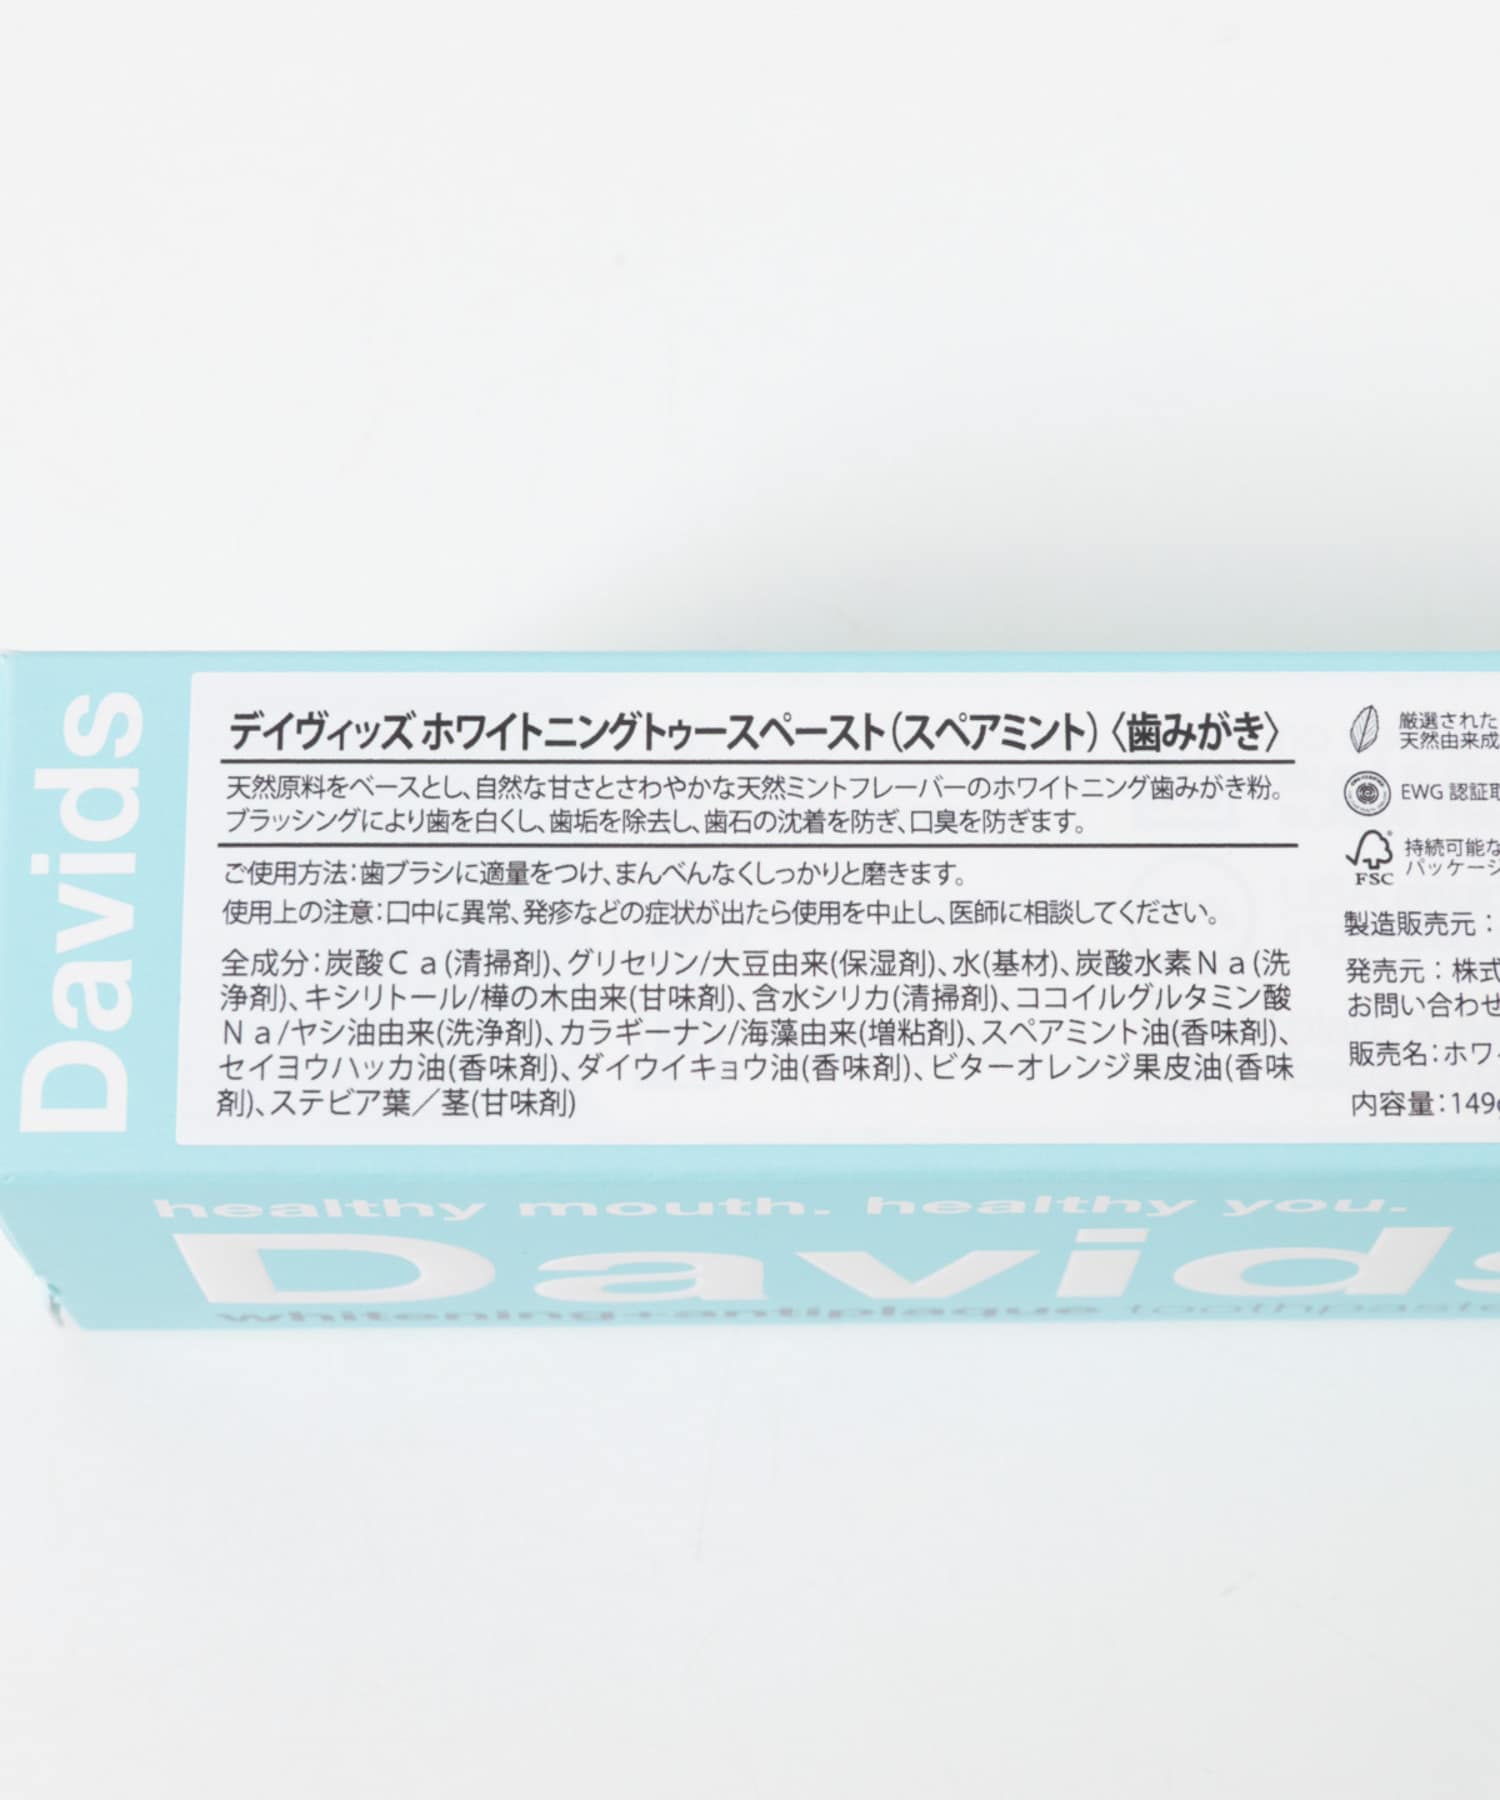 Davids
デイヴィッズ ホワイトニングトゥースペースト(スペアミント)〈歯みがき〉
天然原料をベースとし、自然な甘さとさわやかな天然ミントフレーバーのホワイトニング歯みがき粉。
ブラッシングにより歯を白くし、歯垢を除去し、歯石の沈着を防ぎ、口臭を防ぎます。
ご使用方法:歯ブラシに適量をつけ、まんべんなくしっかりと磨きます。
使用上の注意:口中に異常、発疹などの症状が出たら使用を中止し、医師に相談してください。
全成分:炭酸Ca(清掃剤)、グリセリン/大豆由来(保湿剤)、水(基材)、炭酸水素Na(洗
浄剤)、キシリトール/樺の木由来(甘味剤)、含水シリカ(清掃剤)、ココイルグルタミン酸
Na/ヤシ油由来(洗浄剤)、カラギーナン/海藻由来(増粘剤)、スペアミント油(香味剤)、
セイヨウハッカ油(香味剤)、ダイウイキョウ油(香味剤)、ビターオレンジ果皮油(香味
剤)、ステビア葉／茎(甘味剤)
厳選された
天然由来成
EWG 認証取
FSC
持続可能な
パッケージ
製造販売元:
発売元:株式
お問い合わせ
販売名:ホワイ
内容量:149g
healthy mouth. healthy you.
Davids
whitening+antiplaque toothpaste